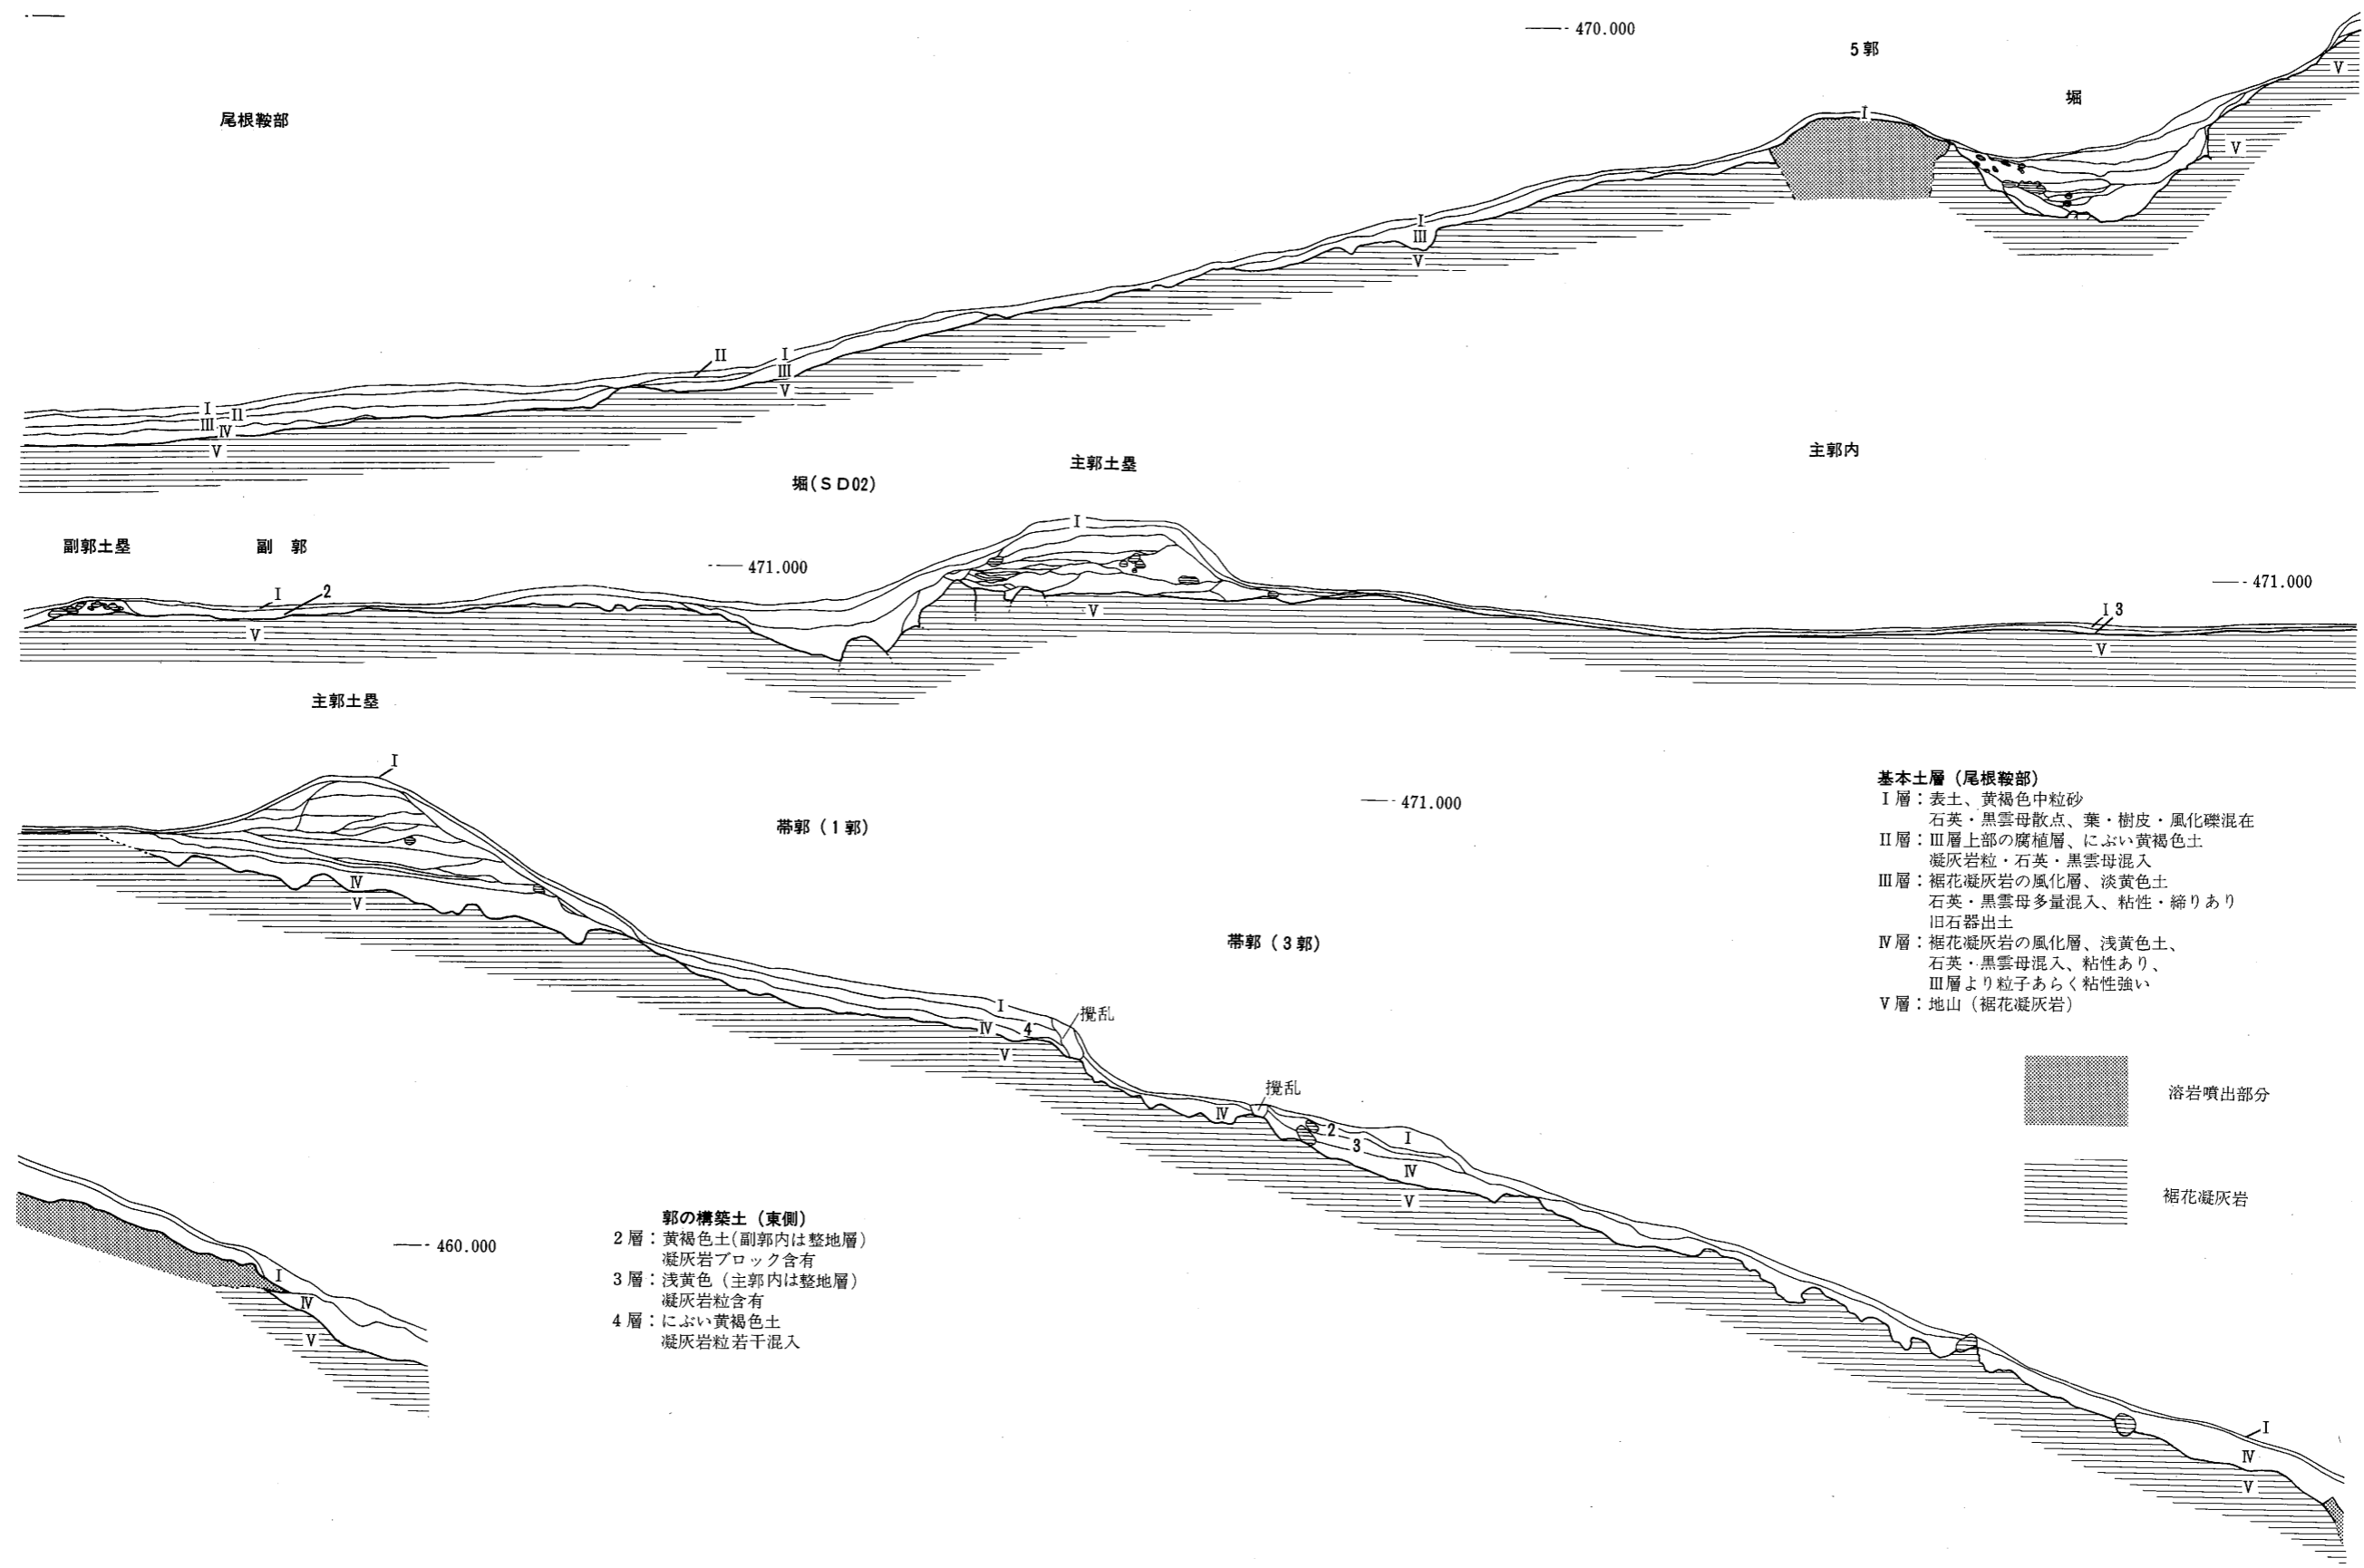 470.000
5郭
堀
尾根鞍部
I
V
V
I
III
V
II
I
III
V
I
II
III
IV
V
主郭内
主郭土塁
堀(SD02)
副郭土塁
副 郭
471.000
471.000
I
I
2
V
V
I 3
V
主郭土塁
I
帯郭(1郭)
471.000
IV
V
帯郭(3郭)
I
攪乱
IV
4
V
攪乱
IV
2
3
I
IV
V
I
IV
V
基本土層(尾根鞍部)
I層:表土、黄褐色中粒砂
石英・黒雲母散点、葉・樹皮・風化礫混在
II層:III層上部の腐植層、にぶい黄褐色土
凝灰岩粒・石英・黒雲母混入
III層:裾花凝灰岩の風化層、淡黄色土
石英・黒雲母多量混入、粘性・締りあり
旧石器出土
IV層:裾花凝灰岩の風化層、浅黄色土、
石英・黒雲母混入、粘性あり、
III層より粒子あらく粘性強い
V層:地山(裾花凝灰岩)
溶岩噴出部分
裾花凝灰岩
460.000
I
IV
V
郭の構築土(東側)
2層:黄褐色土(副郭内は整地層)
凝灰岩ブロック含有
3層:浅黄色(主郭内は整地層)
凝灰岩粒含有
4層:にぶい黄褐色土
凝灰岩粒若干混入